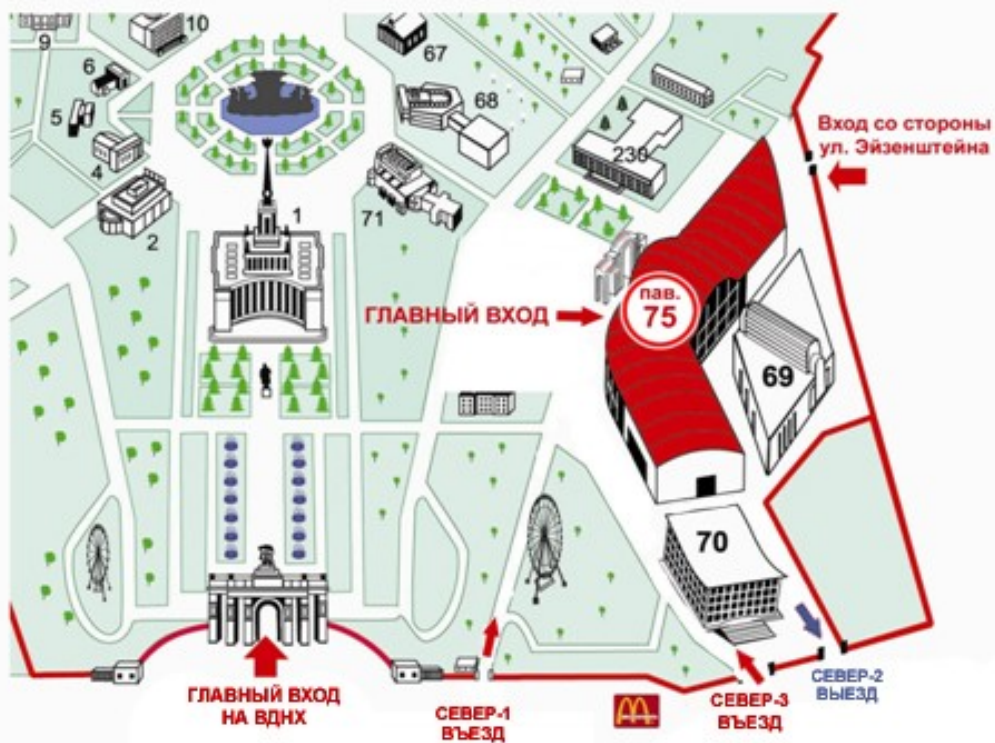 9
10
6
5
4
2
1
67
68
71
230
Вход со стороны
ул. Эйзенштейна
пав.
75
ГЛАВНЫЙ ВХОД
69
70
ГЛАВНЫЙ ВХОД
НА ВДНХ
СЕВЕР-1
ВЪЕЗД
СЕВЕР-3
ВЪЕЗД
СЕВЕР-2
ВЫЕЗД